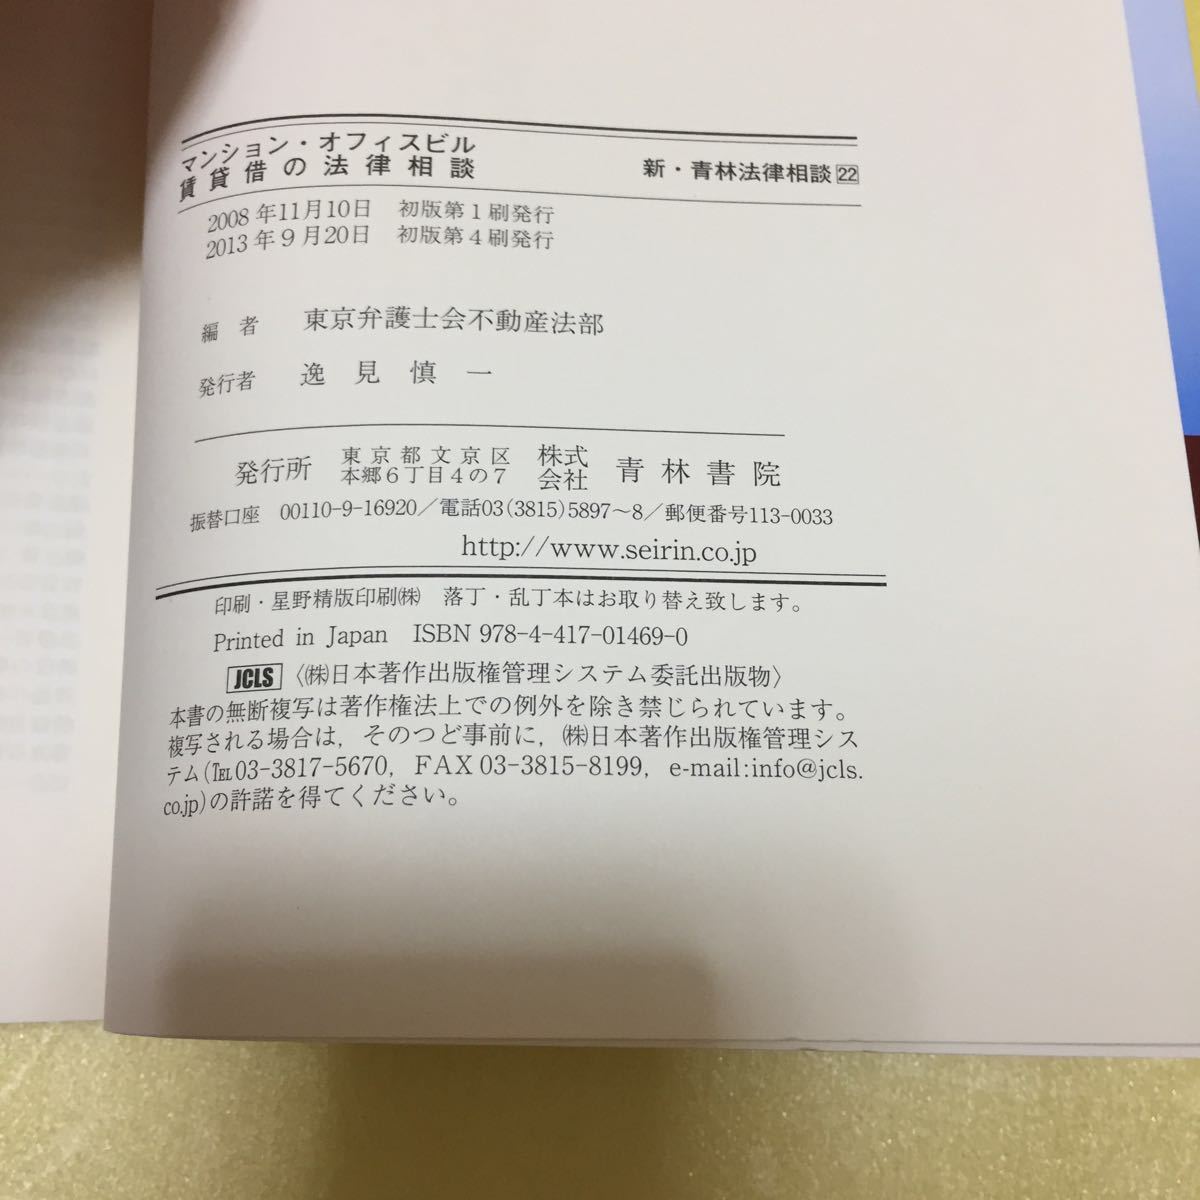 マンション・オフィスビル
賃貸借の法律相談
新・青林法律相談22
2008年11月10日 初版第1刷発行
2013年9月20日 初版第4刷発行
編者 東京弁護士会不動産法部
発行者 逸見慎一
発行所 東京都文京区本郷6丁目4の7 株式会社 青林書院
振替口座 00110-9-16920/電話03(3815)5897〜8/郵便番号113-0033
http://www.seirin.co.jp
印刷・星野精版印刷㈱ 落丁・乱丁本はお取り替え致します。
Printed in Japan ISBN 978-4-417-01469-0
JCLS 〈㈱日本著作出版権管理システム委託出版物〉
本書の無断複写は著作権法上での例外を除き禁じられています。
複写される場合は，そのつど事前に，㈱日本著作出版権管理シス
テム(℡03-3817-5670, FAX 03-3815-8199, e-mail:info@jcls.
co.jp)の許諾を得てください。